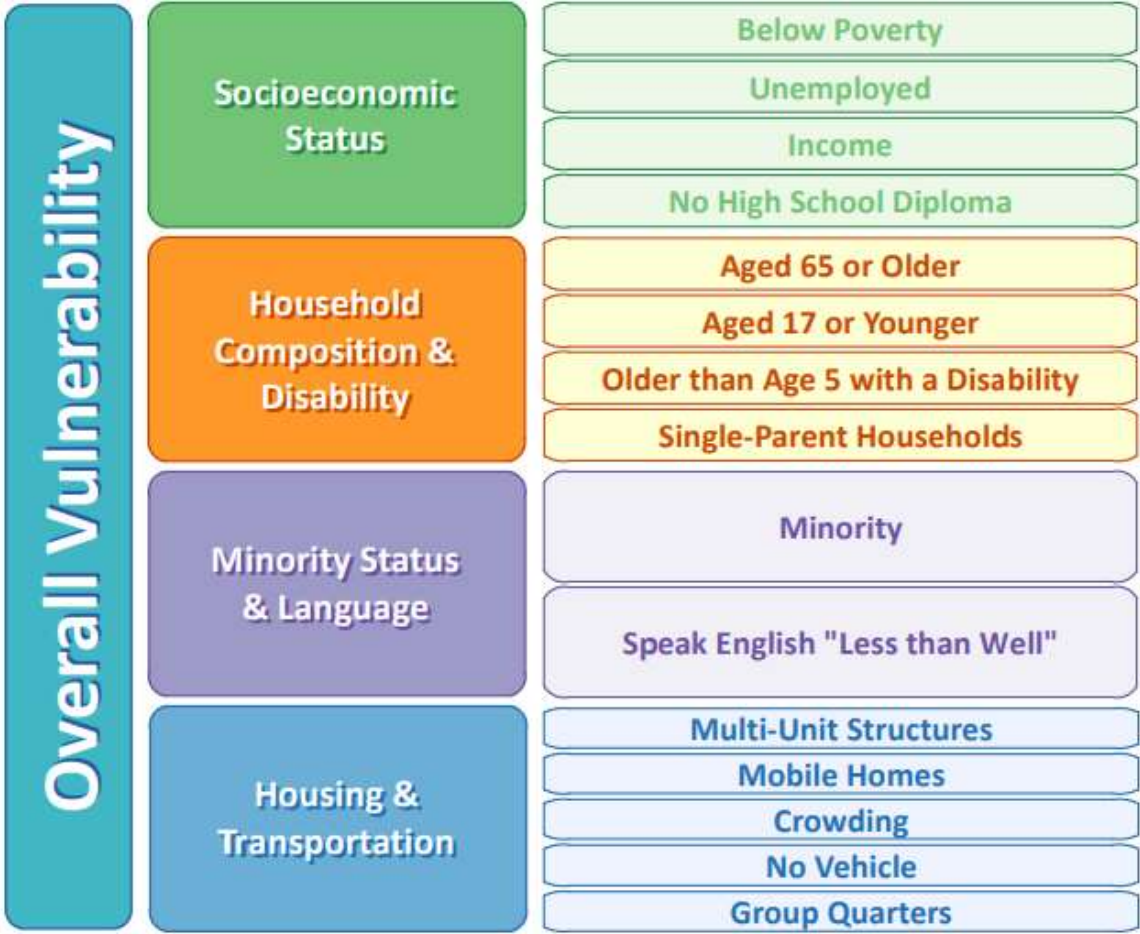 Overall Vulnerability
Socioeconomic
Status
Below Poverty
Unemployed
Income
No High School Diploma
Household
Composition &
Disability
Aged 65 or Older
Aged 17 or Younger
Older than Age 5 with a Disability
Single-Parent Households
Minority Status
& Language
Minority
Speak English "Less than Well"
Housing &
Transportation
Multi-Unit Structures
Mobile Homes
Crowding
No Vehicle
Group Quarters